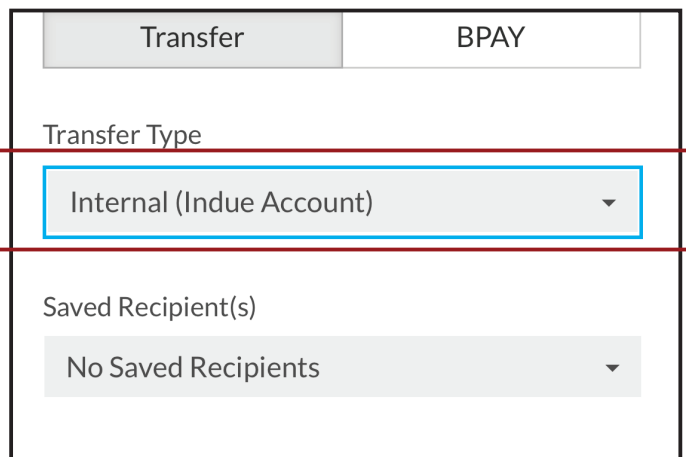 Transfer BPAY
Transfer Type
Internal (Indue Account)
Saved Recipient(s)
No Saved Recipients